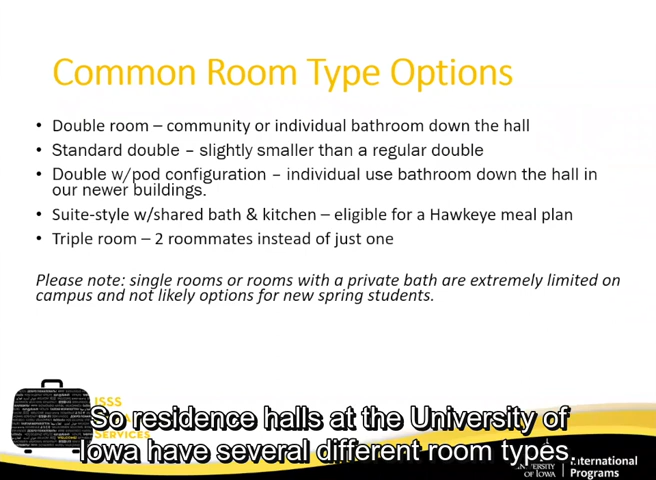 Common Room Type Options
• Double room – community or individual bathroom down the hall
• Standard double – slightly smaller than a regular double
• Double w/pod configuration – individual use bathroom down the hall in
our newer buildings.
• Suite-style w/shared bath & kitchen – eligible for a Hawkeye meal plan
• Triple room – 2 roommates instead of just one
Please note: single rooms or rooms with a private bath are extremely limited on
campus and not likely options for new spring students.
ISSS
SERVICES
So residence halls at the University of
Iowa have several different room types.
OF IOWA
International
Programs